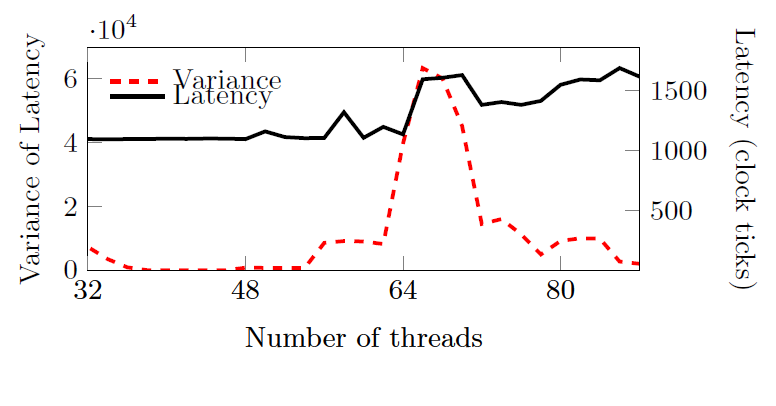 ·10^4
Variance of Latency
6
4
2
0
Variance
Latency
1500
1000
500
Latency (clock ticks)
32 48 64 80
Number of threads